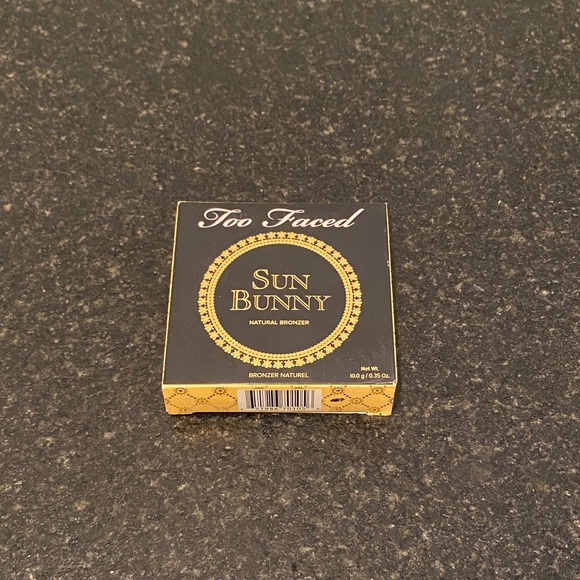 Too Faced
SUN
BUNNY
NATURAL BRONZER
BRONZER NATUREL
Net Wt.
10.0 g / 0.35 Oz.